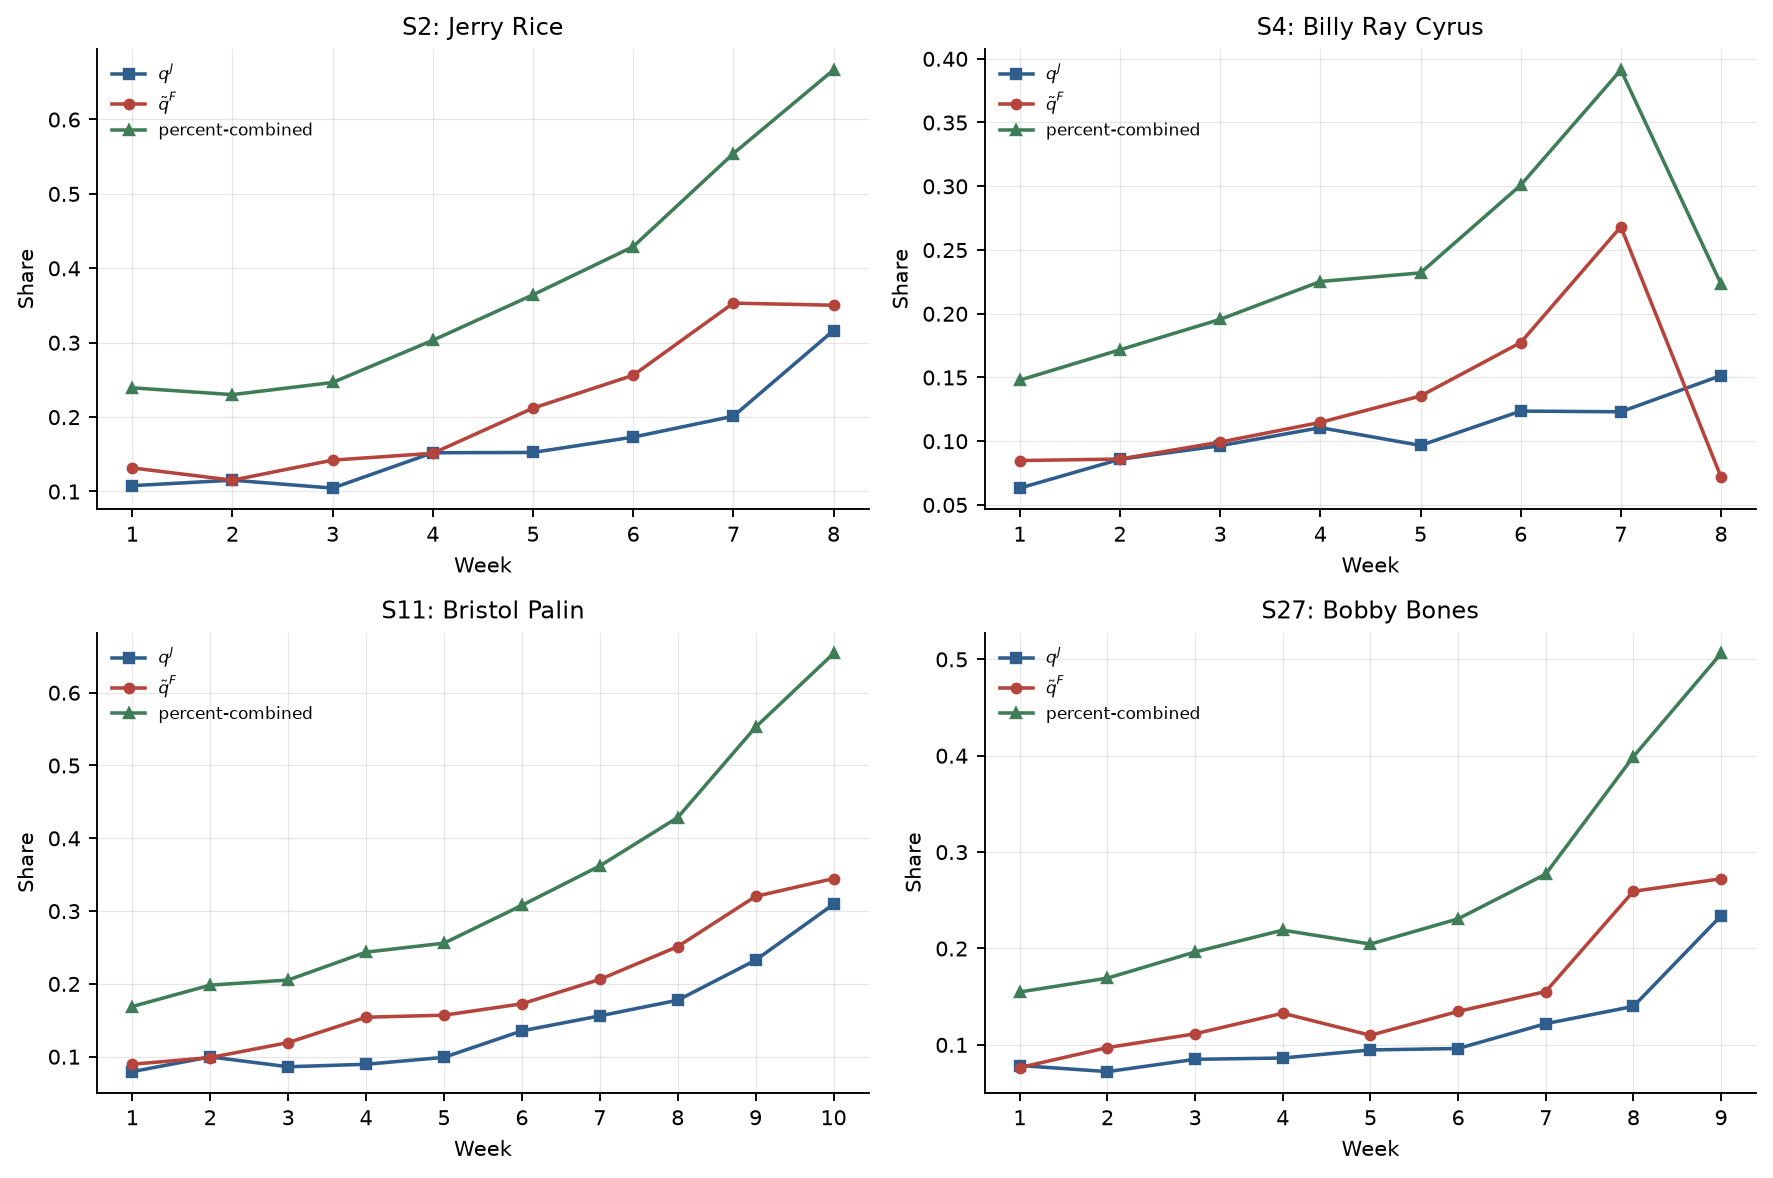 S2: Jerry Rice
q^J
q̃^F
percent-combined
Share
0.6
0.5
0.4
0.3
0.2
0.1
1 2 3 4 5 6 7 8
Week
S4: Billy Ray Cyrus
q^J
q̃^F
percent-combined
Share
0.40
0.35
0.30
0.25
0.20
0.15
0.10
0.05
1 2 3 4 5 6 7 8
Week
S11: Bristol Palin
q^J
q̃^F
percent-combined
Share
0.6
0.5
0.4
0.3
0.2
0.1
1 2 3 4 5 6 7 8 9 10
Week
S27: Bobby Bones
q^J
q̃^F
percent-combined
Share
0.5
0.4
0.3
0.2
0.1
1 2 3 4 5 6 7 8 9
Week